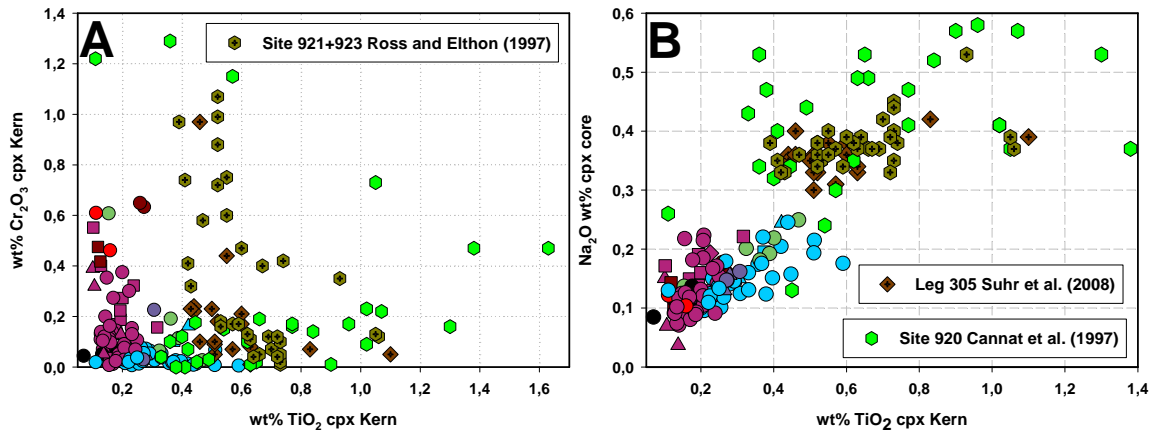 A
Site 921+923 Ross and Elthon (1997)
wt% Cr₂O₃ cpx Kern
1,4
1,2
1,0
0,8
0,6
0,4
0,2
0,0
0,2 0,4 0,6 0,8 1,0 1,2 1,4 1,6
wt% TiO₂ cpx Kern
B
Na₂O wt% cpx core
0,6
0,5
0,4
0,3
0,2
0,1
0,0
Leg 305 Suhr et al. (2008)
Site 920 Cannat et al. (1997)
0,2 0,4 0,6 0,8 1,0 1,2 1,4
wt% TiO₂ cpx Kern